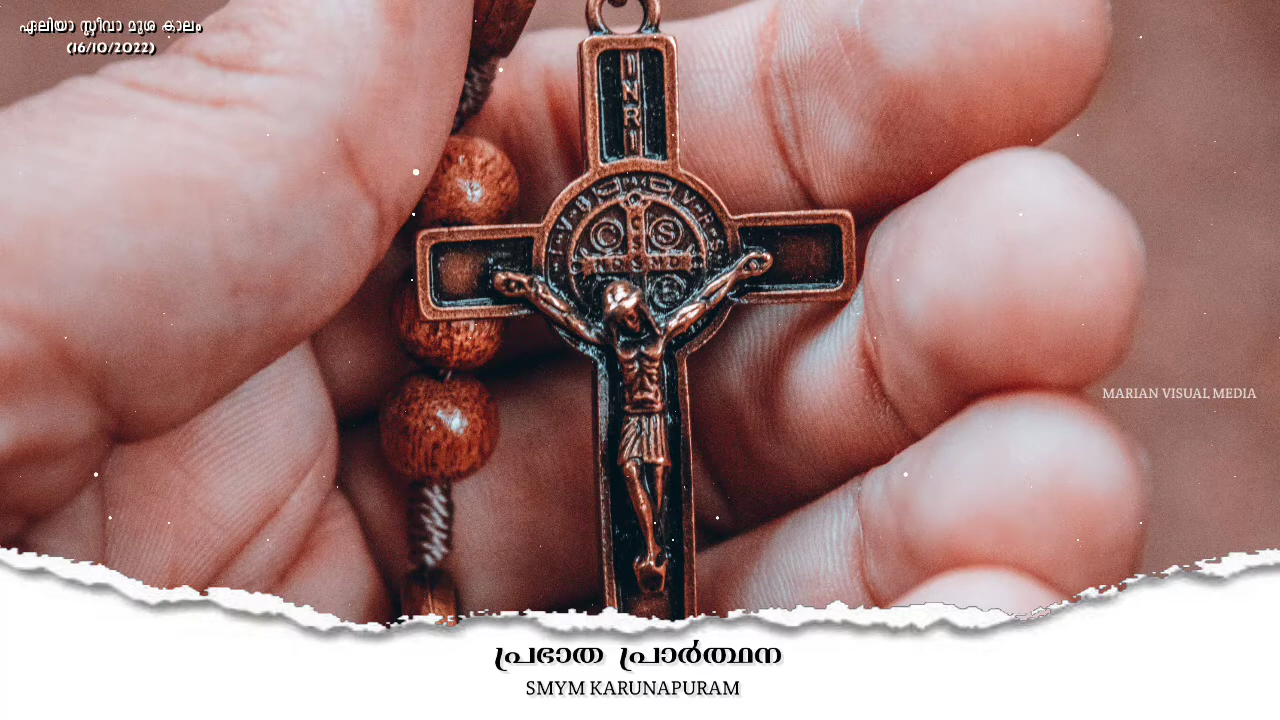 ഏലിയാ സ്ലീവാ മൂശ കാലം
(16/10/2022)
INRI
C S
MARIAN VISUAL MEDIA
പ്രഭാത പ്രാർത്ഥന
SMYM KARUNAPURAM